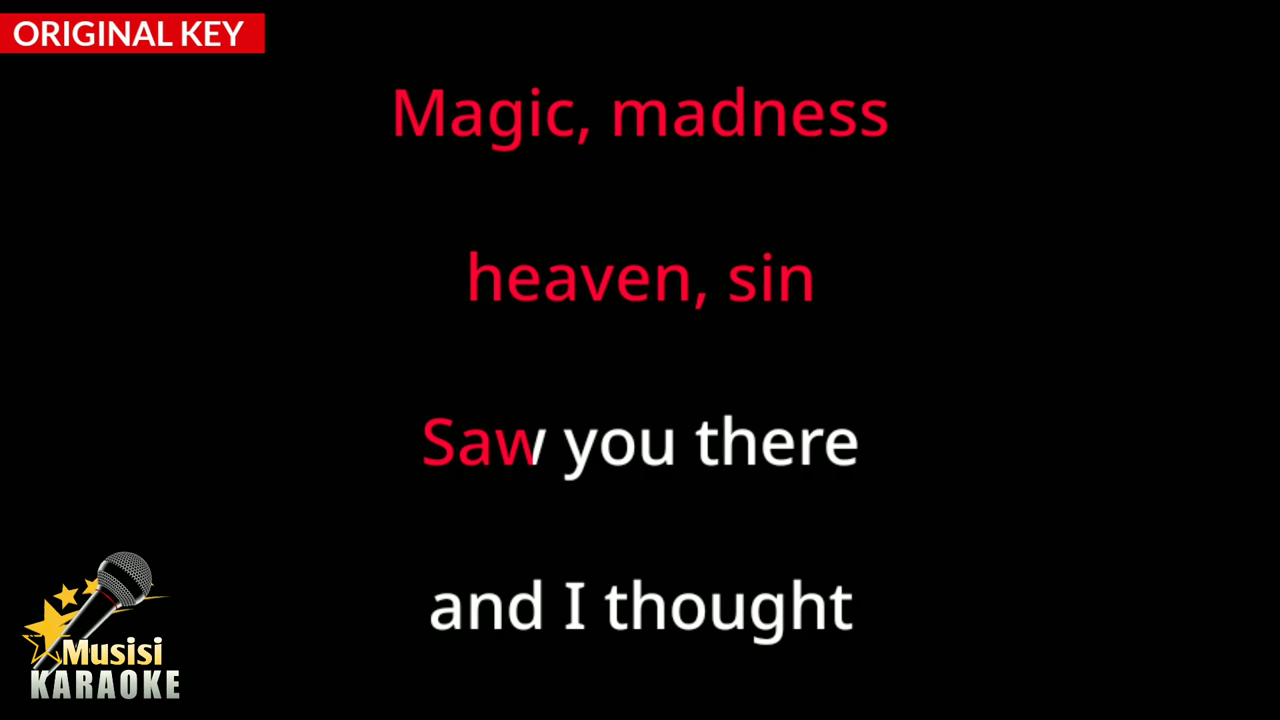 ORIGINAL KEY
Magic, madness
heaven, sin
Saw you there
and I thought
Musisi
KARAOKE